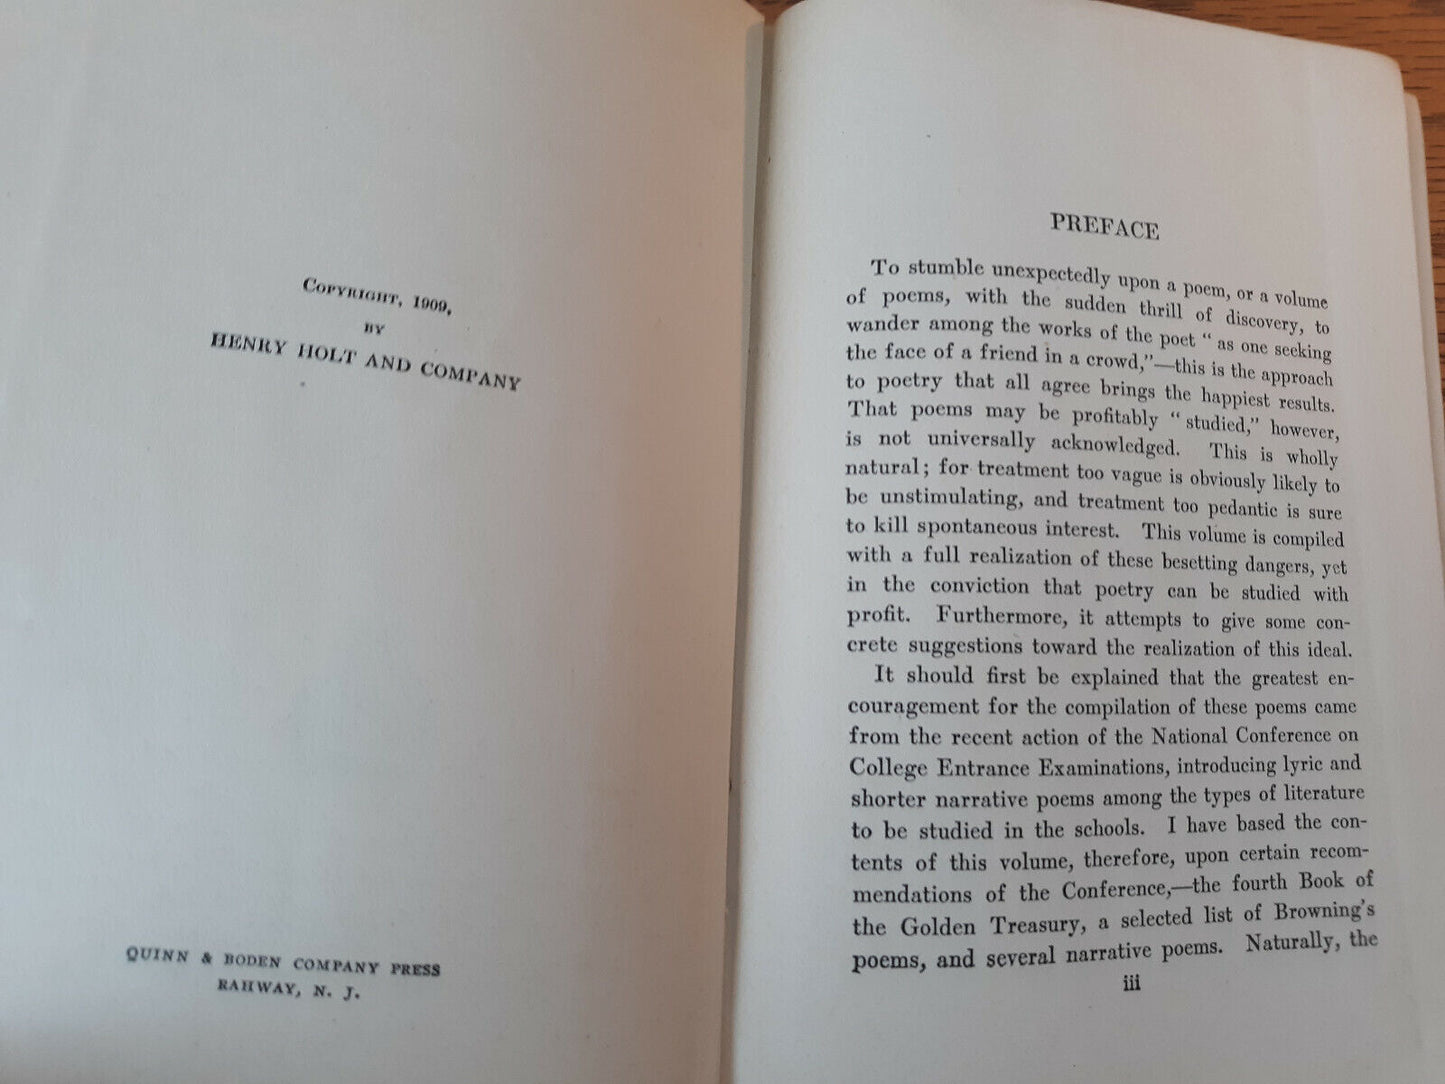 COPYRIGHT, 1909,
BY
HENRY HOLT AND COMPANY
QUINN & BODEN COMPANY PRESS
RAHWAY, N. J.
PREFACE
To stumble unexpectedly upon a poem, or a volume
of poems, with the sudden thrill of discovery, to
wander among the works of the poet “ as one seeking
the face of a friend in a crowd,”—this is the approach
to poetry that all agree brings the happiest results.
That poems may be profitably “ studied,” however,
is not universally acknowledged. This is wholly
natural; for treatment too vague is obviously likely to
be unstimulating, and treatment too pedantic is sure
to kill spontaneous interest. This volume is compiled
with a full realization of these besetting dangers, yet
in the conviction that poetry can be studied with
profit. Furthermore, it attempts to give some con-
crete suggestions toward the realization of this ideal.
It should first be explained that the greatest en-
couragement for the compilation of these poems came
from the recent action of the National Conference on
College Entrance Examinations, introducing lyric and
shorter narrative poems among the types of literature
to be studied in the schools. I have based the con-
tents of this volume, therefore, upon certain recom-
mendations of the Conference,—the fourth Book of
the Golden Treasury, a selected list of Browning's
poems, and several narrative poems. Naturally, the
iii